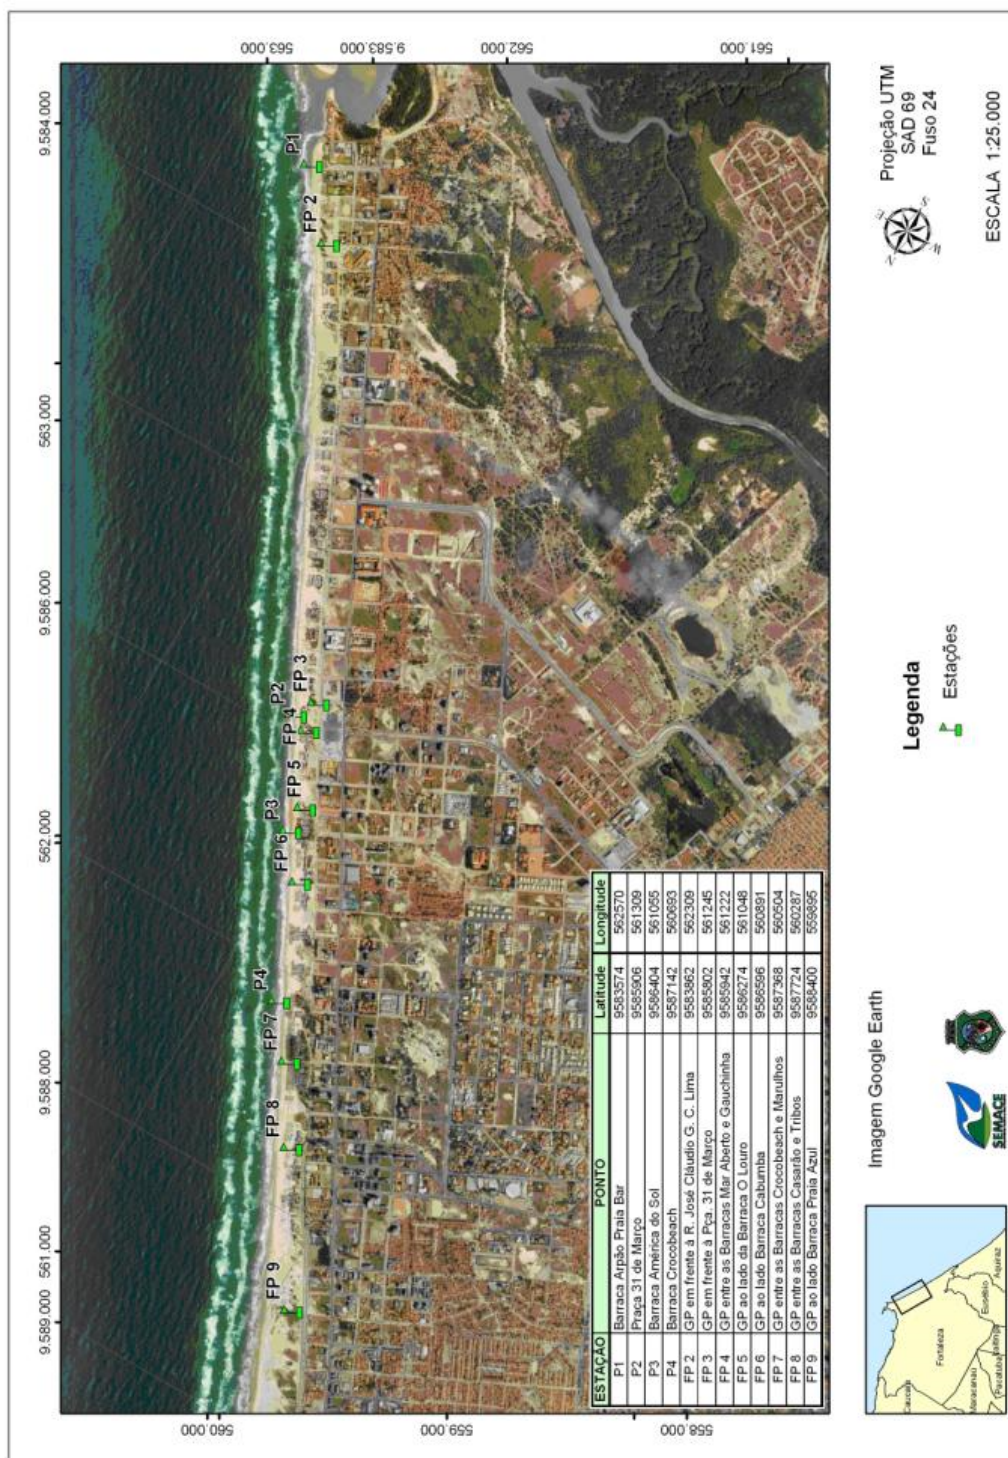 9.589.000
561.000
9.588.000
562.000
9.586.000
563.000
9.584.000
560.000
559.000
558.000
563.000
9.583.000
562.000
561.000
FP 9
FP 8
FP 7
P4
FP 6
P3
FP 5
FP 4
P2
FP 3
FP 2
P1
ESTAÇÃO PONTO Latitude Longitude
P1 Barraca Arpão Praia Bar 9583574 562570
P2 Praça 31 de Março 9585906 561309
P3 Barraca América do Sol 9586404 561055
P4 Barraca Crocobeach 9587142 560693
FP 2 GP em frente à R. José Cláudio G. C. Lima 9583862 562309
FP 3 GP em frente à Pça. 31 de Março 9585802 561245
FP 4 GP entre as Barracas Mar Aberto e Gauchinha 9585942 561222
FP 5 GP ao lado da Barraca O Louro 9586274 561048
FP 6 GP ao lado Barraca Cabumba 9586596 560891
FP 7 GP entre as Barracas Crocobeach e Marulhos 9587368 560504
FP 8 GP entre as Barracas Casarão e Tribos 9587724 560287
FP 9 GP ao lado Barraca Praia Azul 9588400 559895
Caucaia
Fortaleza
Maracanaú
Pacatuba
Itaitinga
Eusébio
Aquiraz
Imagem Google Earth
SEMACE
Legenda
Estações
N
E
S
W
Projeção UTM
SAD 69
Fuso 24
ESCALA 1:25.000